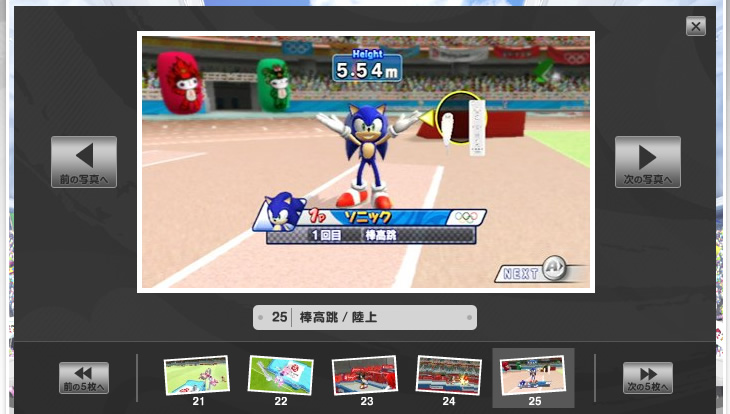 Height
5.54m
前の写真へ
次の写真へ
1P ソニック
1回目 棒高跳
NEXT A
25 棒高跳 / 陸上
前の5枚へ
21
22
23
24
25
次の5枚へ